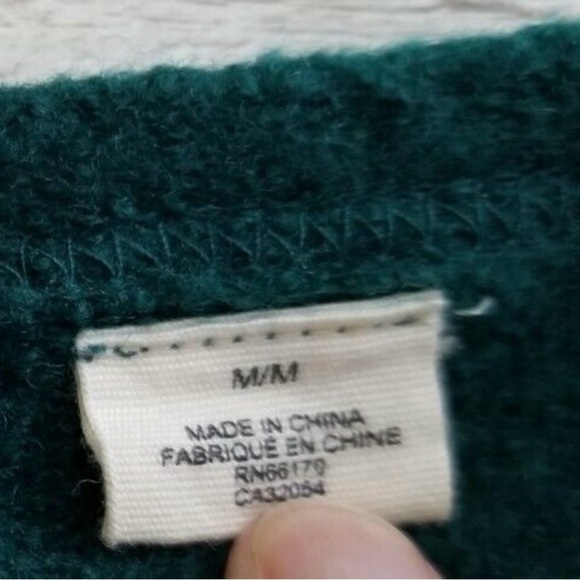 M/M
MADE IN CHINA
FABRIQUÉ EN CHINE
RN66170
CA32054